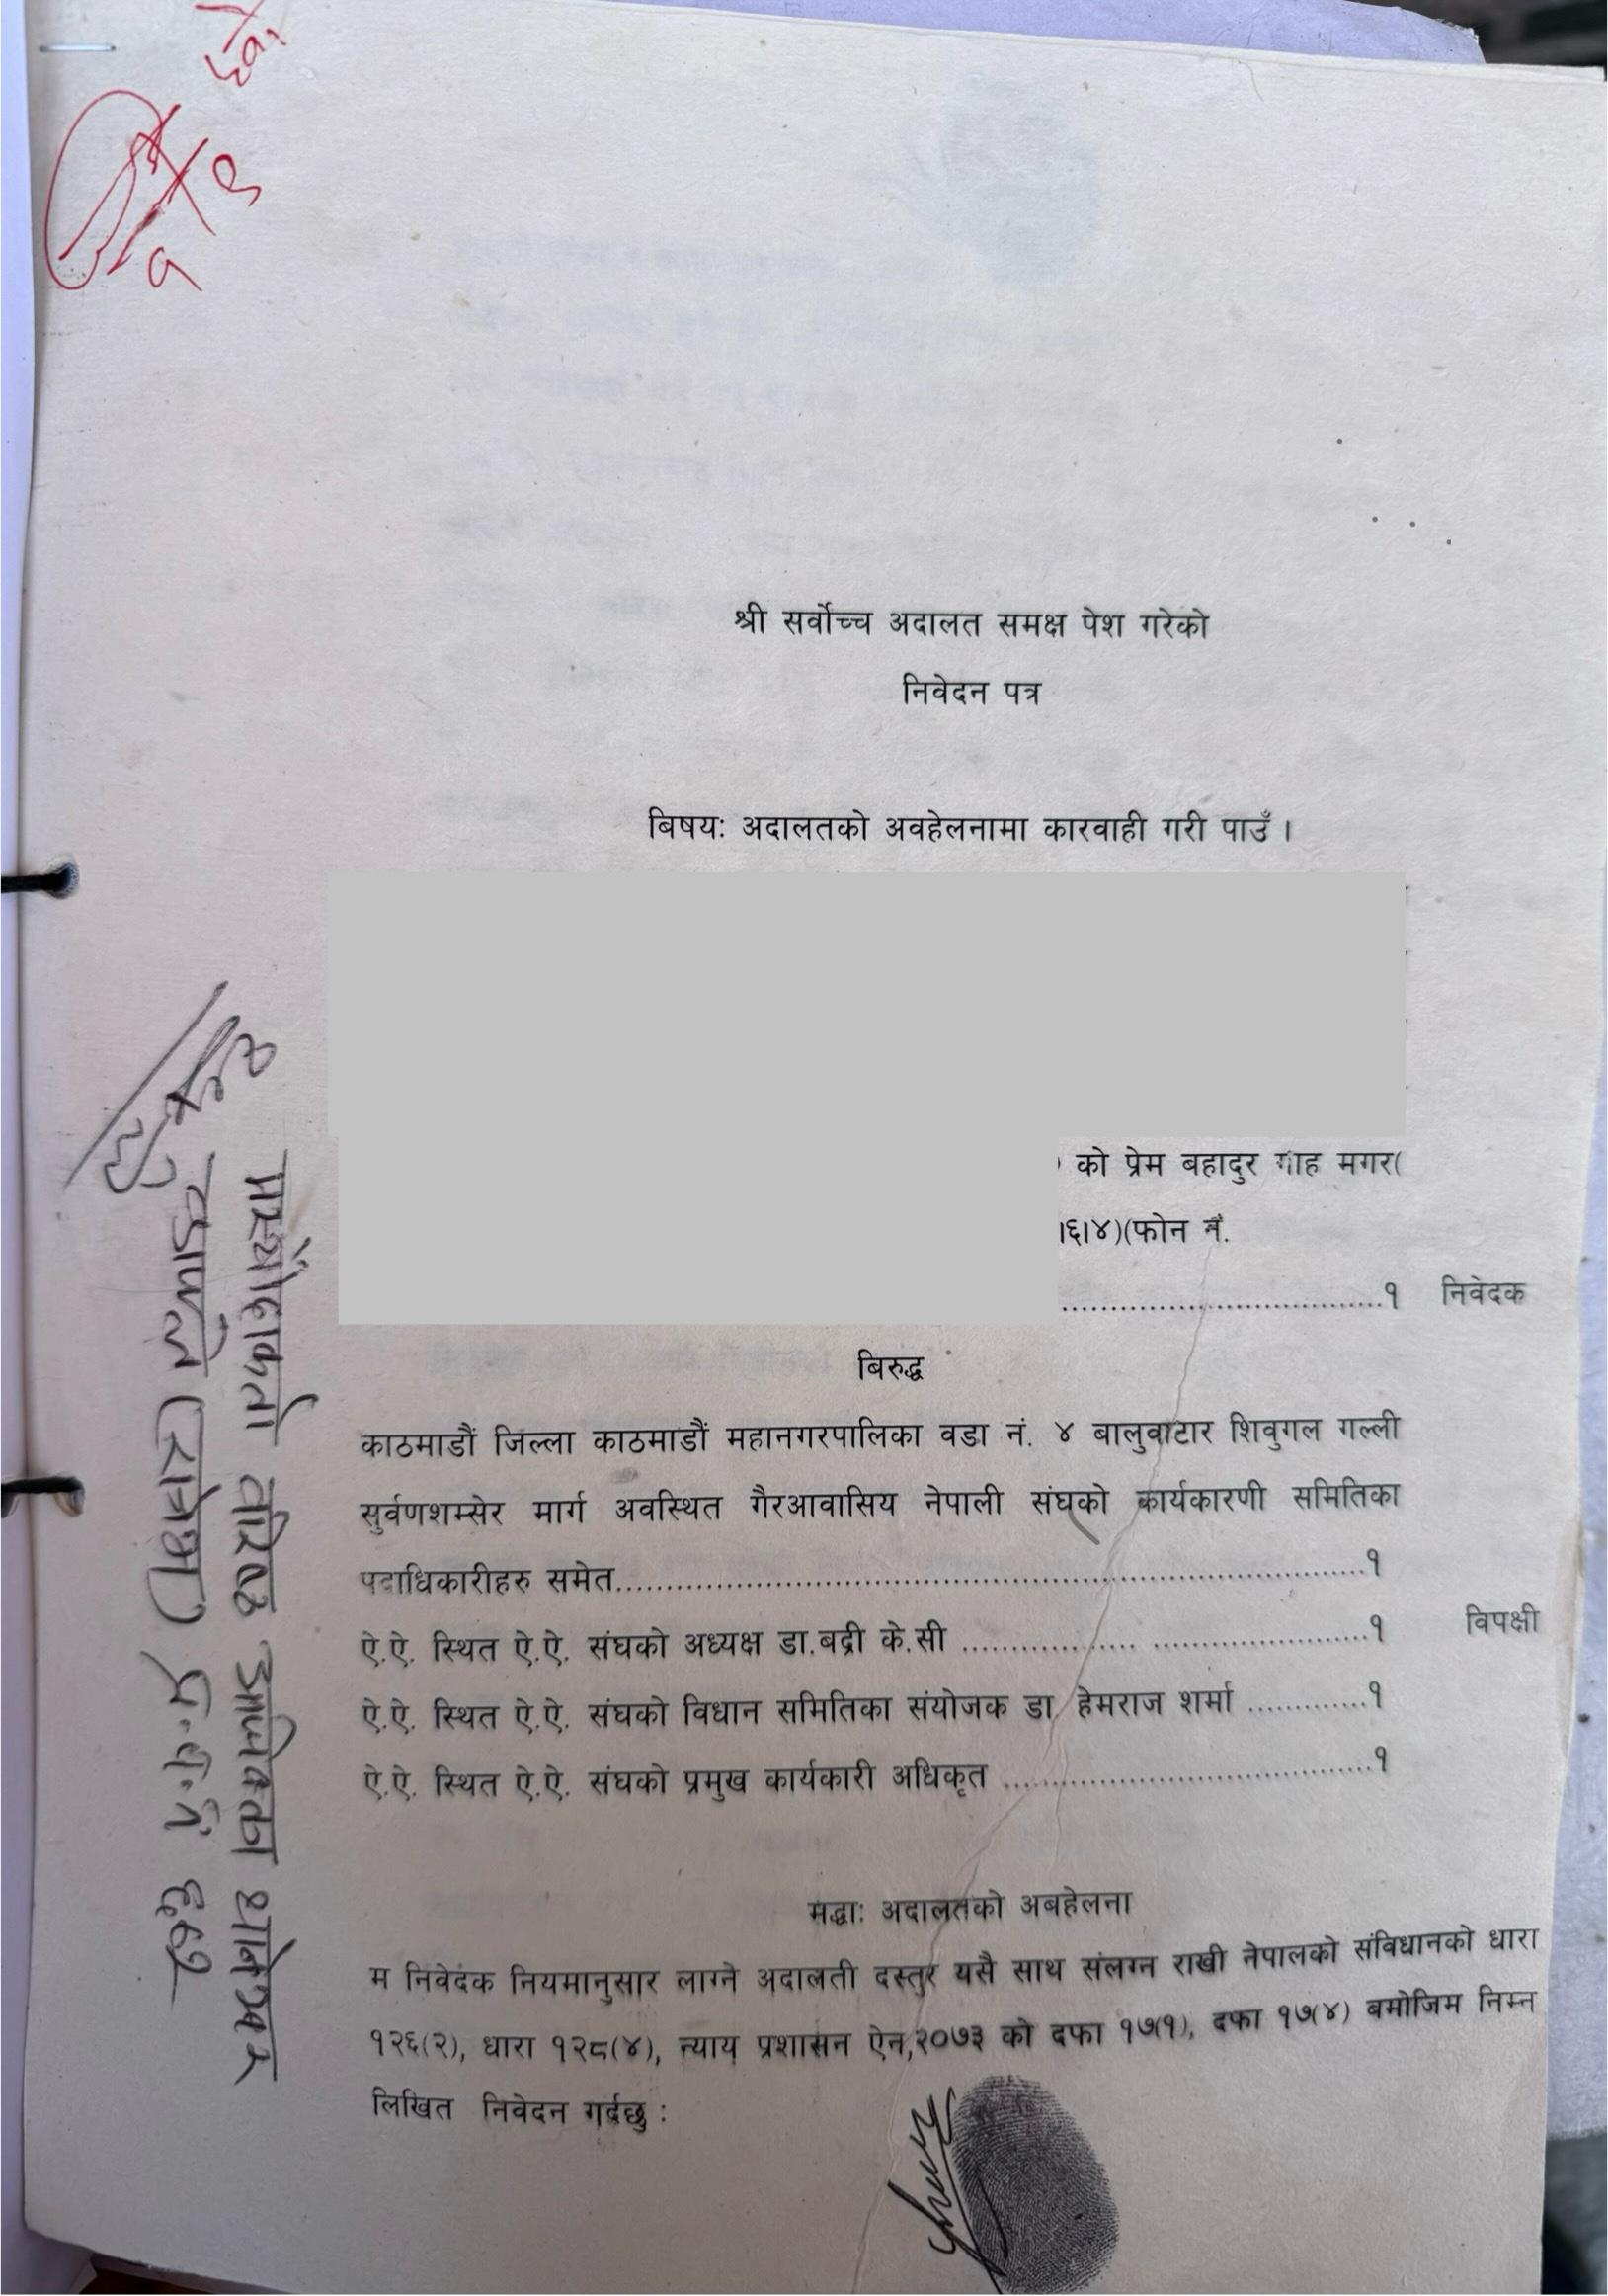 श्री सर्वोच्च अदालत समक्ष पेश गरेको
निवेदन पत्र
बिषय: अदालतको अवहेलनामा कारवाही गरी पाउँ ।
को प्रेम बहादुर गाह मगर(
।६।४)(फोन नं.
................................१ निवेदक
बिरुद्ध
काठमाडौं जिल्ला काठमाडौं महानगरपालिका वडा नं. ४ बालुवाटार शिवुगल गल्ली
सुर्वणशम्सेर मार्ग अवस्थित गैरआवासिय नेपाली संघको कार्यकारणी समितिका
पदाधिकारीहरु समेत................................१
ऐ.ऐ. स्थित ऐ.ऐ. संघको अध्यक्ष डा.बद्री के.सी ................................१ विपक्षी
ऐ.ऐ. स्थित ऐ.ऐ. संघको विधान समितिका संयोजक डा हेमराज शर्मा .............१
ऐ.ऐ. स्थित ऐ.ऐ. संघको प्रमुख कार्यकारी अधिकृत ................................१
मद्धा: अदालतको अबहेलना
म निवेदक नियमानुसार लाग्ने अदालती दस्तुर यसै साथ संलग्न राखी नेपालको संविधानको धारा
१२६(२), धारा १२८(४), न्याय प्रशासन ऐन,२०७३ को दफा १७(१), दफा १७(४) बमोजिम निम्न
लिखित निवेदन गर्दछु :